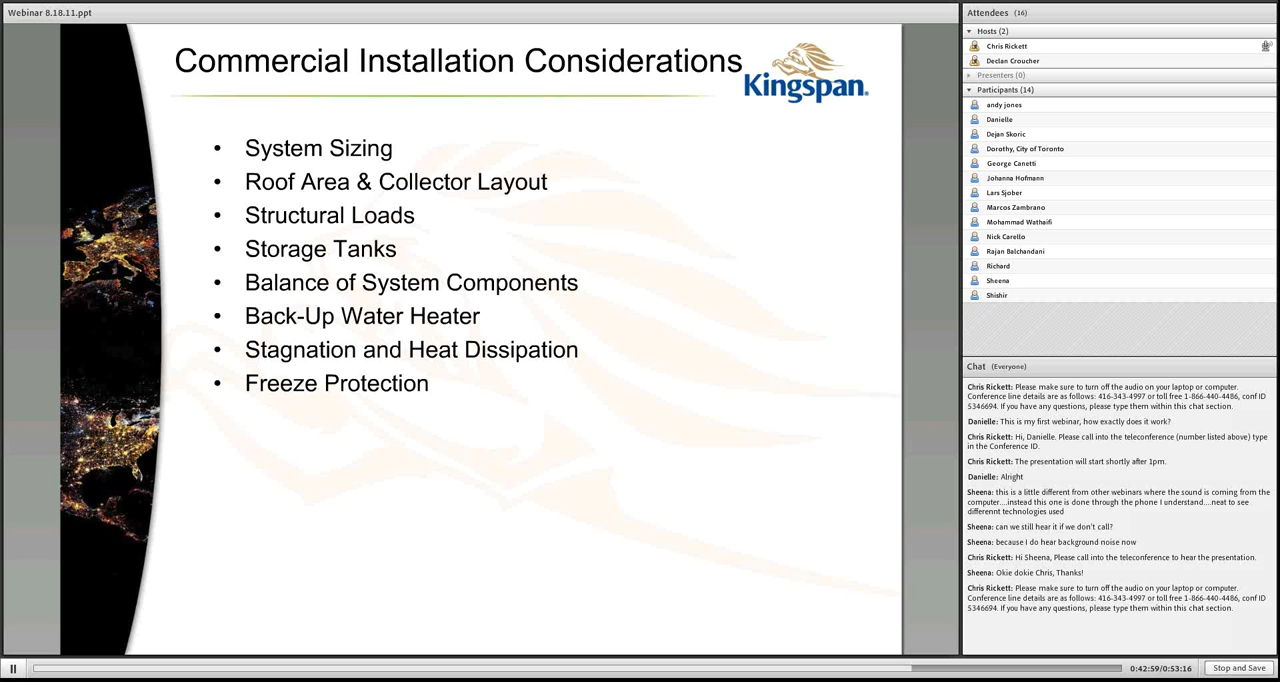 Webinar 8.18.11.ppt
Commercial Installation Considerations
Kingspan.
• System Sizing
• Roof Area & Collector Layout
• Structural Loads
• Storage Tanks
• Balance of System Components
• Back-Up Water Heater
• Stagnation and Heat Dissipation
• Freeze Protection
Attendees (16)
Hosts (2)
Chris Rickett
Declan Croucher
Presenters (0)
Participants (14)
andy jones
Danielle
Dejan Skoric
Dorothy, City of Toronto
George Canetti
Johanna Hofmann
Lars Sjober
Marcos Zambrano
Mohammad Wathaifi
Nick Carello
Rajan Balchandani
Richard
Sheena
Shishir
Chat (Everyone)
Chris Rickett: Please make sure to turn off the audio on your laptop or computer.
Conference line details are as follows: 416-343-4997 or toll free 1-866-440-4486, conf ID
5346694. If you have any questions, please type them within this chat section.
Danielle: This is my first webinar, how exactly does it work?
Chris Rickett: Hi, Danielle. Please call into the teleconference (number listed above) type
in the Conference ID.
Chris Rickett: The presentation will start shortly after 1pm.
Danielle: Alright
Sheena: this is a little different from other webinars where the sound is coming from the
computer....instead this one is done through the phone I understand....neat to see
differennt technologies used
Sheena: can we still hear it if we don't call?
Sheena: because I do hear background noise now
Chris Rickett: Hi Sheena, Please call into the teleconference to hear the presentation.
Sheena: Okie dokie Chris, Thanks!
Chris Rickett: Please make sure to turn off the audio on your laptop or computer.
Conference line details are as follows: 416-343-4997 or toll free 1-866-440-4486, conf ID
5346694. If you have any questions, please type them within this chat section.
0:42:59/0:53:16
Stop and Save